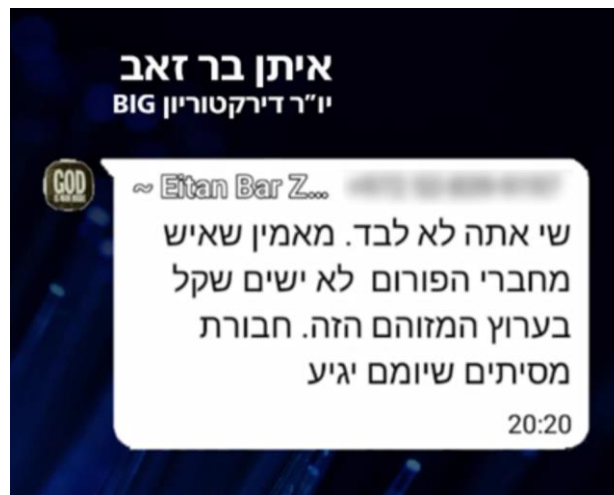 איתן בר זאב
יו״ר דירקטוריון BIG
GOD
~ Eitan Bar Z...
שי אתה לא לבד. מאמין שאיש
מחברי הפורום לא ישים שקל
בערוץ המזוהם הזה. חבורת
מסיתים שיומם יגיע
20:20